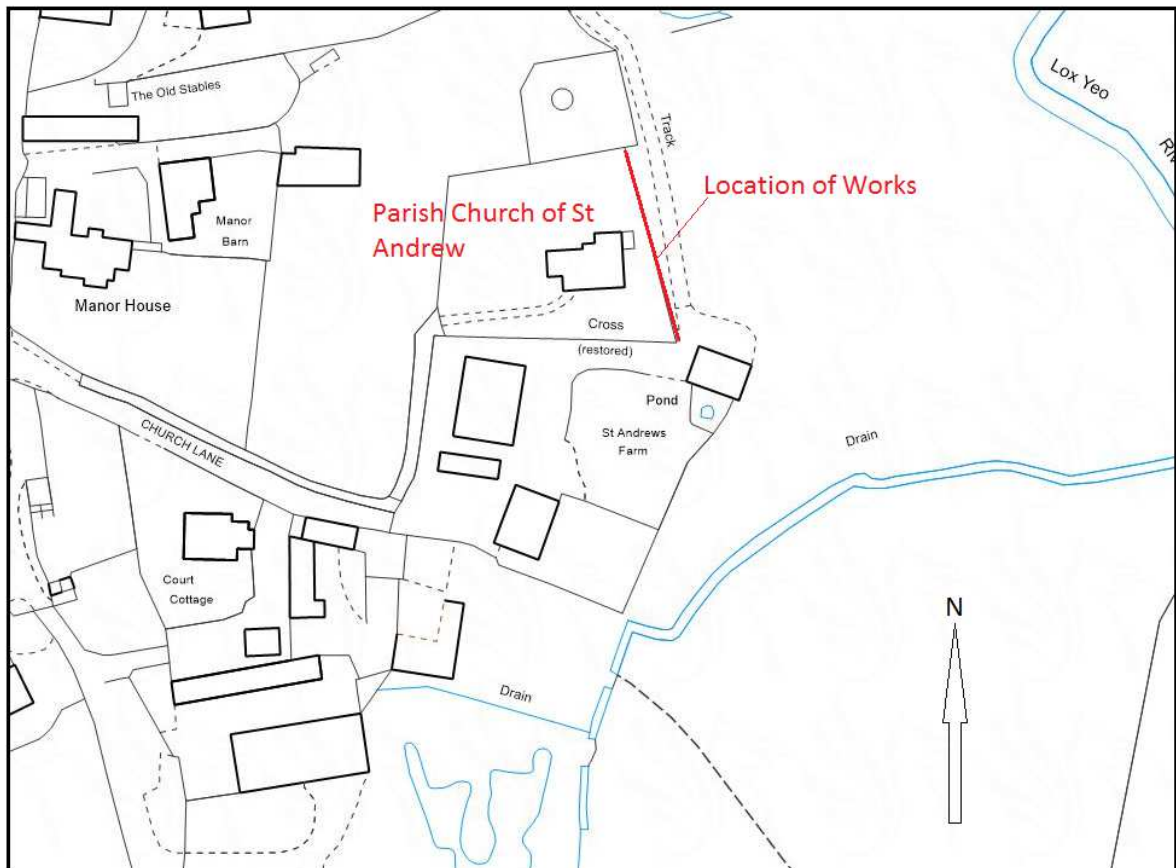 The Old Stables
Lox Yeo
Track
Location of Works
Parish Church of St
Andrew
Manor
Barn
Manor House
Cross
(restored)
Pond
St Andrews
Farm
CHURCH LANE
Drain
Court
Cottage
N
Drain